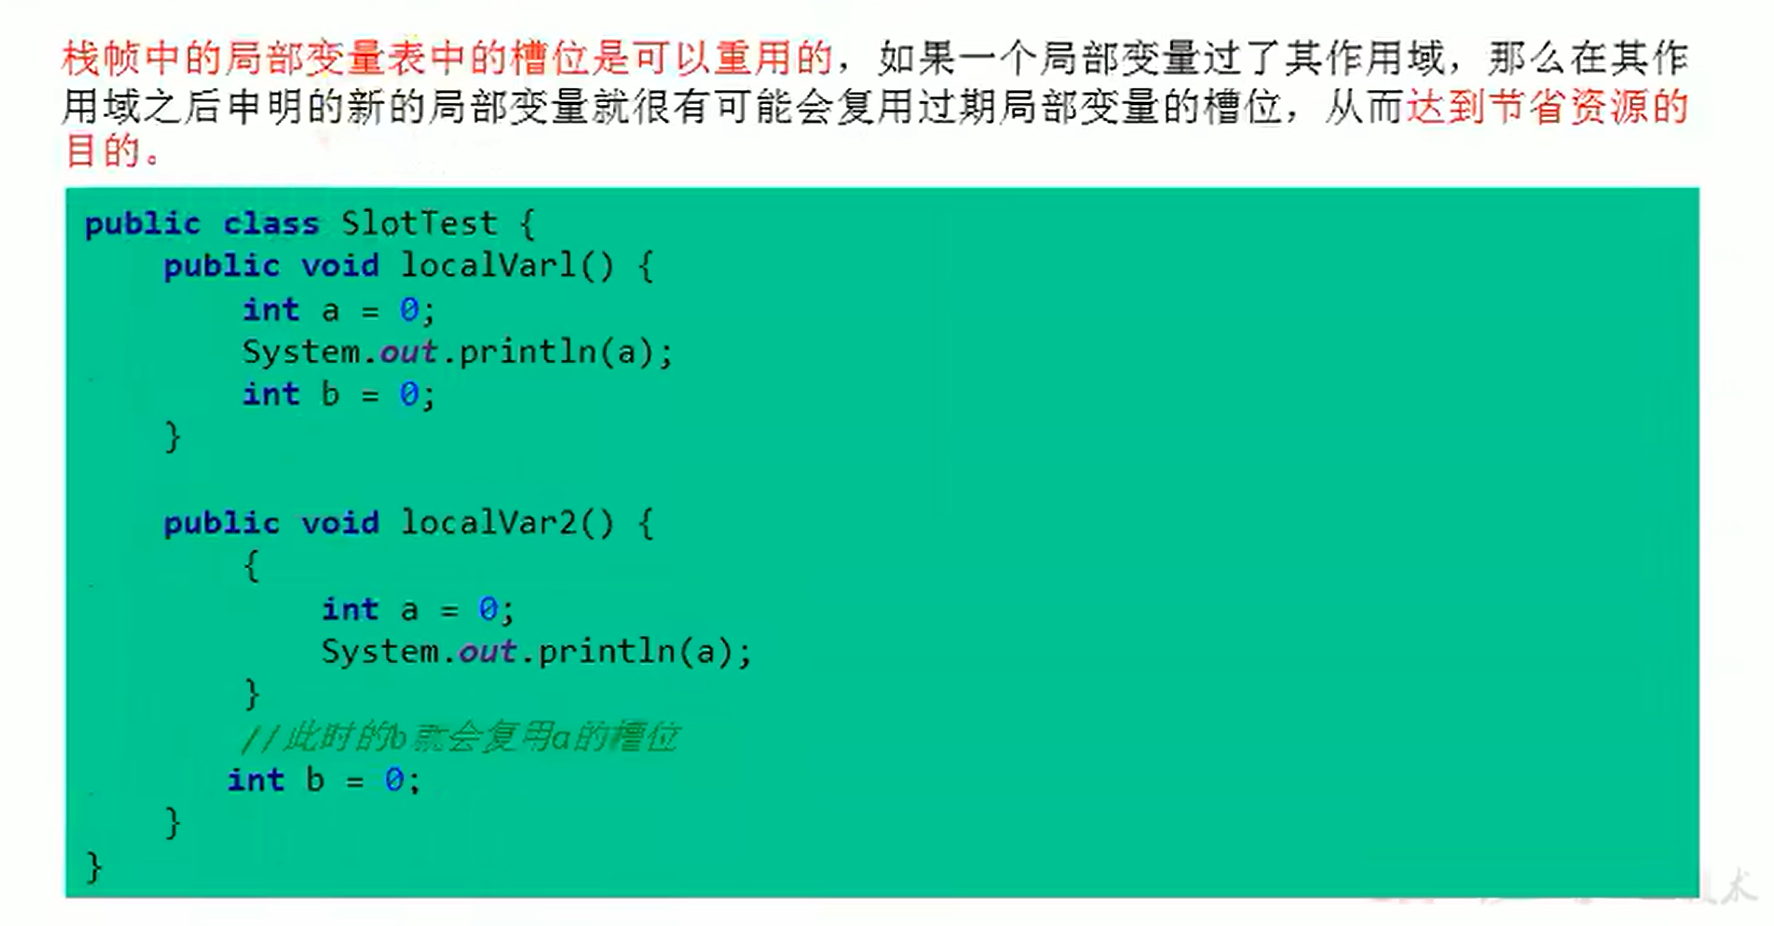 栈帧中的局部变量表中的槽位是可以重用的，如果一个局部变量过了其作用域，那么在其作
用域之后申明的新的局部变量就很有可能会复用过期局部变量的槽位，从而达到节省资源的
目的。
public class SlotTest {
public void localVarl() {
int a = 0;
System.out.println(a);
int b = 0;
}
public void localVar2() {
{
int a = 0;
System.out.println(a);
}
//此时的b就会复用a的槽位
int b = 0;
}
}
技术